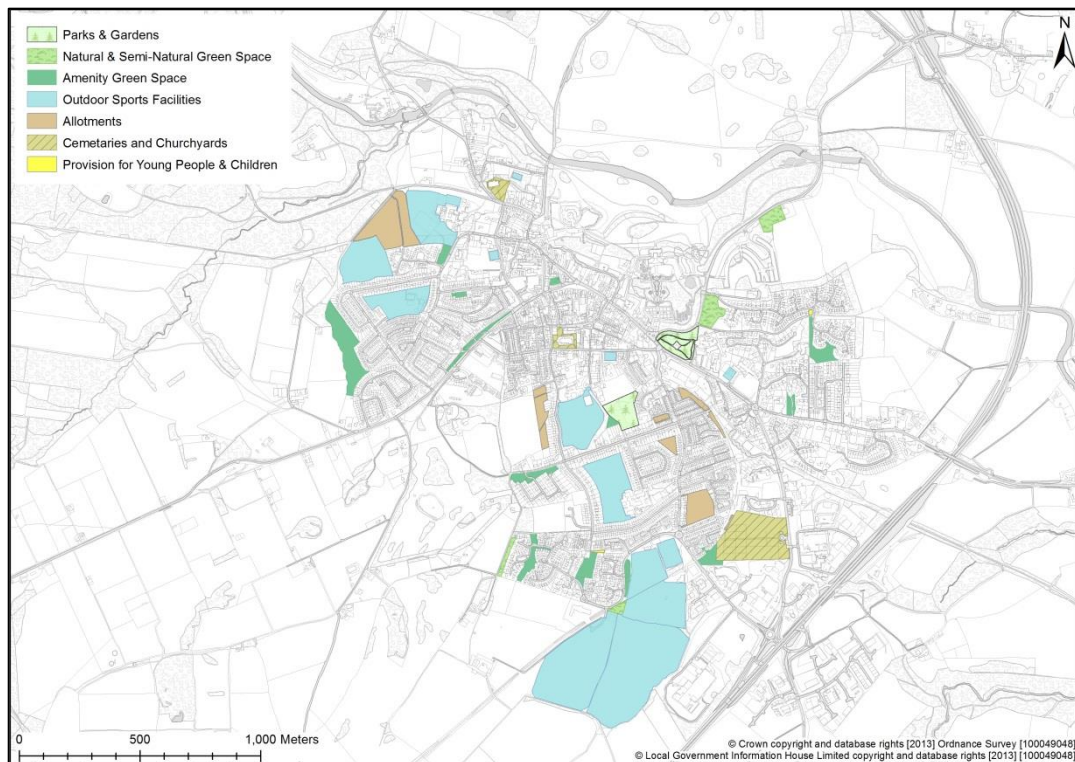 Parks & Gardens
Natural & Semi-Natural Green Space
Amenity Green Space
Outdoor Sports Facilities
Allotments
Cemetaries and Churchyards
Provision for Young People & Children
N
0 500 1,000 Meters
© Crown copyright and database rights [2013] Ordnance Survey [100049048]
© Local Government Information House Limited copyright and database rights [2013] [100049048]